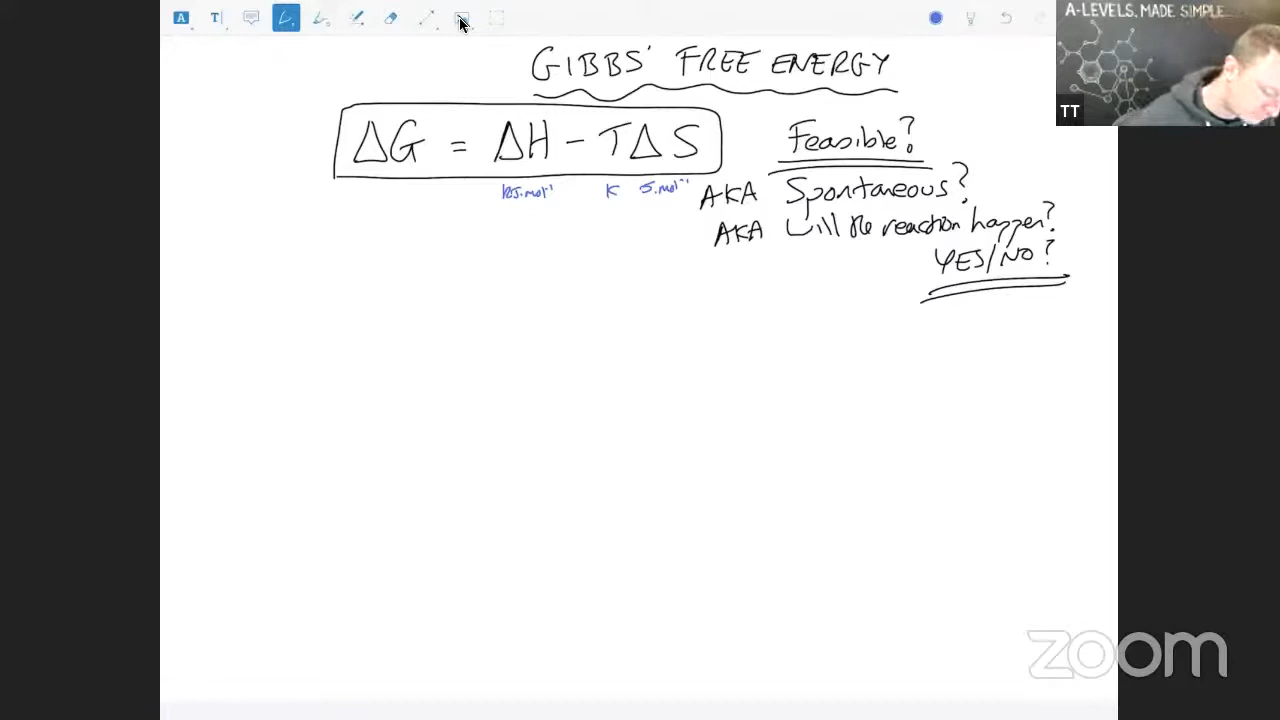 A-LEVELS, MADE SIMPLE
A T
TT
GIBBS' FREE ENERGY
ΔG = ΔH - TΔS
Feasible?
kJ.mol⁻¹ K J.mol⁻¹
AKA Spontaneous?
AKA Will the reaction happen?
YES/NO?
zoom